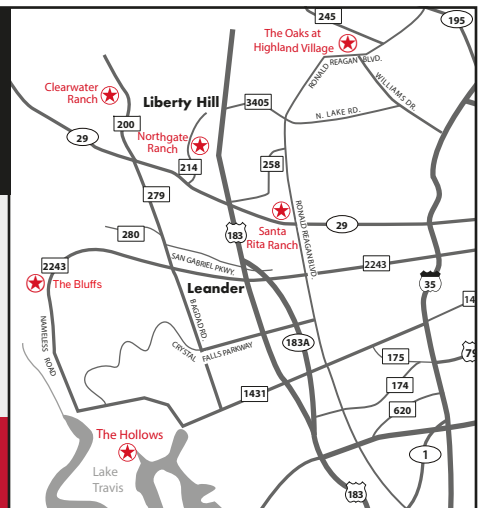 245
195
The Oaks at
Highland Village
RONALD REAGAN BLVD.
WILLIAMS DR.
Clearwater
Ranch
Liberty Hill
3405
N. LAKE RD.
200
29
Northgate
Ranch
214
258
279
Santa
Rita Ranch
RONALD REAGAN BLVD.
29
280
183
SAN GABRIEL PKWY.
2243
2243
The Bluffs
Leander
35
14
NAMELESS ROAD
BAGDAD RD.
CRYSTAL FALLS PARKWAY
183A
175
79
174
1431
620
The Hollows
1
Lake
Travis
183